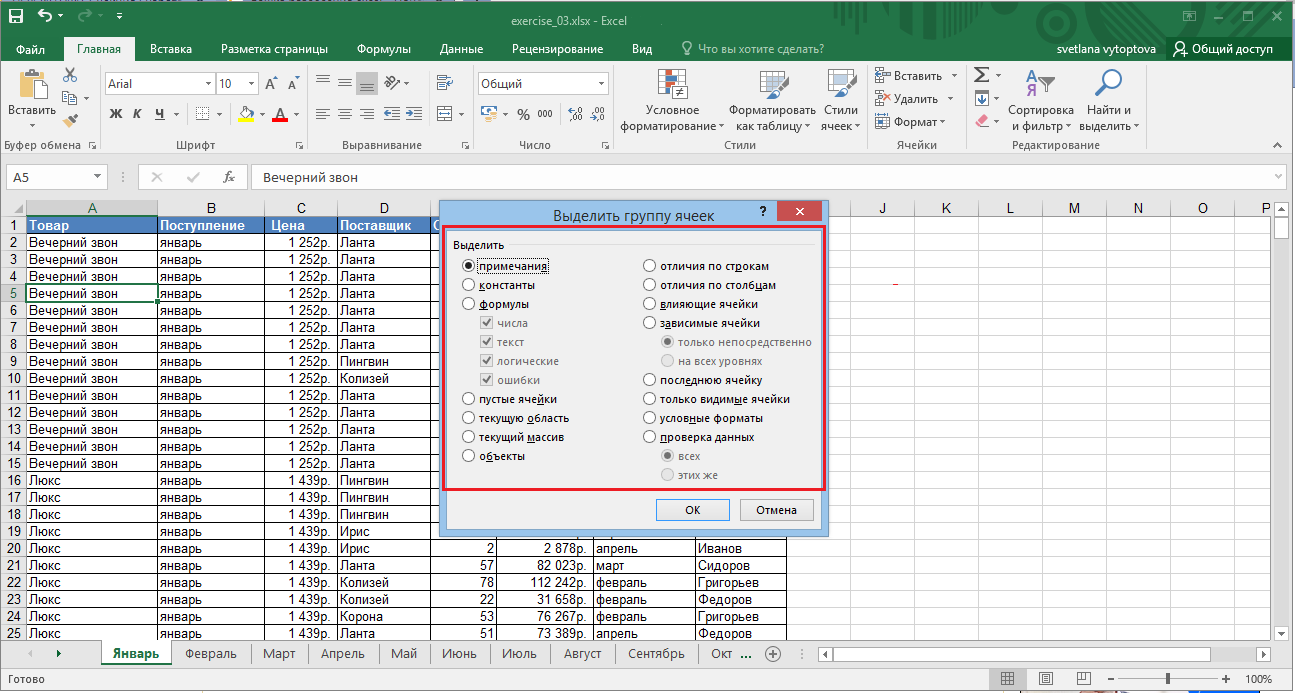 exercise_03.xlsx - Excel
Файл Главная Вставка Разметка страницы Формулы Данные Рецензирование Вид Что вы хотите сделать? svetlana vytoptova Общий доступ
Вставить
Arial 10
Ж К Ч
Общий
% 000
Условное форматирование
Форматировать как таблицу
Стили ячеек
Вставить
Удалить
Формат
Сортировка и фильтр
Найти и выделить
Буфер обмена Шрифт Выравнивание Число Стили Ячейки Редактирование
A5 fx Вечерний звон
A B C D J K L M N O P
1 Товар Поступление Цена Поставщик
2 Вечерний звон январь 1 252р. Ланта
3 Вечерний звон январь 1 252р. Ланта
4 Вечерний звон январь 1 252р. Ланта
5 Вечерний звон январь 1 252р. Ланта
6 Вечерний звон январь 1 252р. Ланта
7 Вечерний звон январь 1 252р. Ланта
8 Вечерний звон январь 1 252р. Ланта
9 Вечерний звон январь 1 252р. Пингвин
10 Вечерний звон январь 1 252р. Колизей
11 Вечерний звон январь 1 252р. Ланта
12 Вечерний звон январь 1 252р. Ланта
13 Вечерний звон январь 1 252р. Ланта
14 Вечерний звон январь 1 252р. Ланта
15 Вечерний звон январь 1 252р. Ланта
16 Люкс январь 1 439р. Пингвин
17 Люкс январь 1 439р. Пингвин
18 Люкс январь 1 439р. Пингвин
19 Люкс январь 1 439р. Ирис
20 Люкс январь 1 439р. Ирис 2 2 878р. апрель Иванов
21 Люкс январь 1 439р. Ланта 57 82 023р. март Сидоров
22 Люкс январь 1 439р. Колизей 78 112 242р. февраль Григорьев
23 Люкс январь 1 439р. Колизей 22 31 658р. февраль Федоров
24 Люкс январь 1 439р. Корона 53 76 267р. февраль Григорьев
25 Люкс январь 1 439р. Ланта 51 73 389р. апрель Федоров
Выделить группу ячеек ?
Выделить
примечания
константы
формулы
числа
текст
логические
ошибки
пустые ячейки
текущую область
текущий массив
объекты
отличия по строкам
отличия по столбцам
влияющие ячейки
зависимые ячейки
только непосредственно
на всех уровнях
последнюю ячейку
только видимые ячейки
условные форматы
проверка данных
всех
этих же
ОК Отмена
Январь Февраль Март Апрель Май Июнь Июль Август Сентябрь Окт ...
Готово 100%